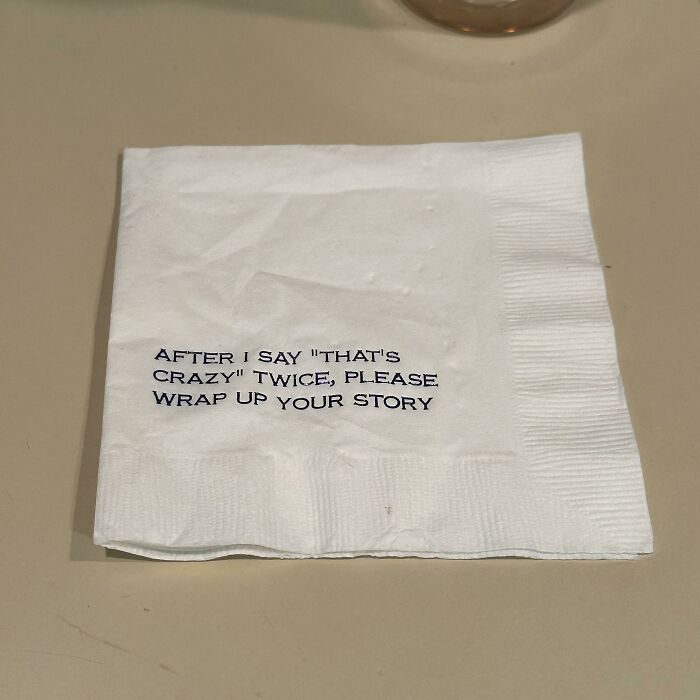 AFTER I SAY "THAT'S
CRAZY" TWICE, PLEASE
WRAP UP YOUR STORY